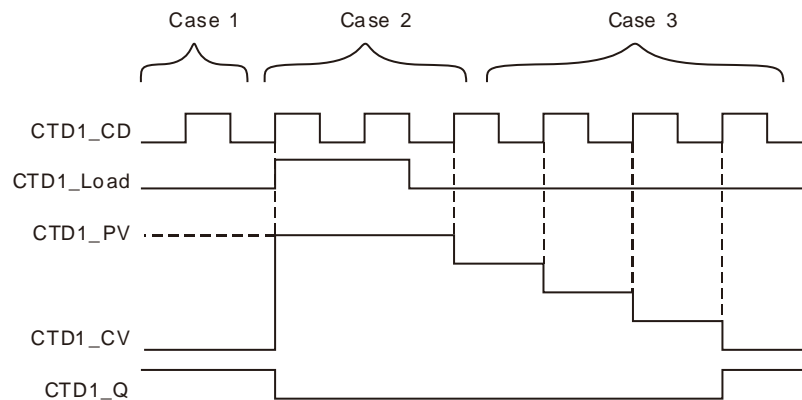 Case 1
Case 2
Case 3
CTD1_CD
CTD1_Load
CTD1_PV
CTD1_CV
CTD1_Q